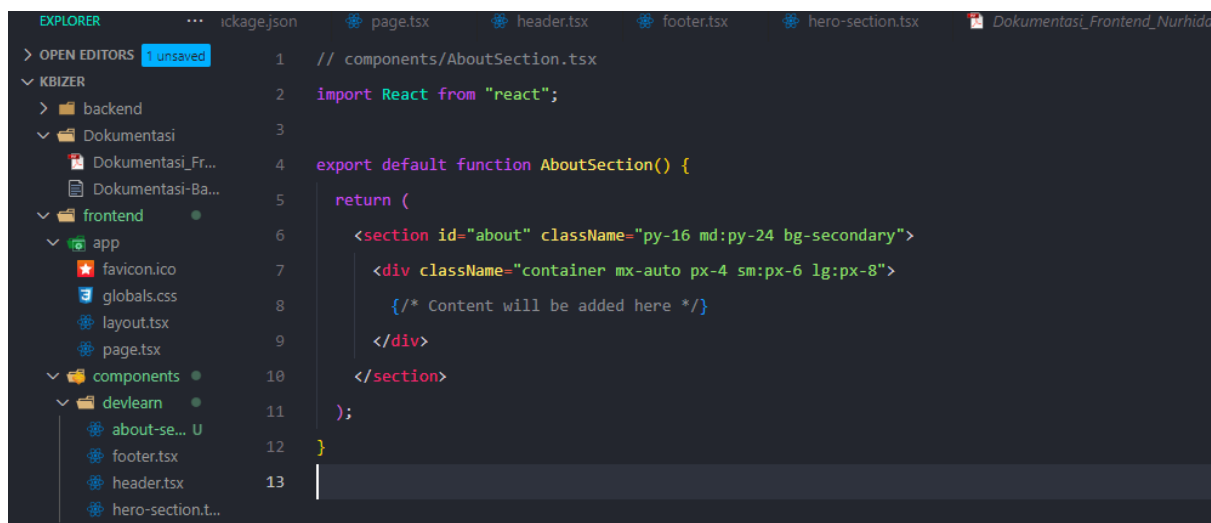 EXPLORER
... ackage.json page.tsx header.tsx footer.tsx hero-section.tsx Dokumentasi_Frontend_Nurhida
OPEN EDITORS 1 unsaved
KBIZER
backend
Dokumentasi
Dokumentasi_Fr...
Dokumentasi-Ba...
frontend
app
favicon.ico
globals.css
layout.tsx
page.tsx
components
devlearn
about-se... U
footer.tsx
header.tsx
hero-section.t...
1 // components/AboutSection.tsx
2 import React from "react";
3
4 export default function AboutSection() {
5 return (
6 <section id="about" className="py-16 md:py-24 bg-secondary">
7 <div className="container mx-auto px-4 sm:px-6 lg:px-8">
8 {/* Content will be added here */}
9 </div>
10 </section>
11 );
12 }
13